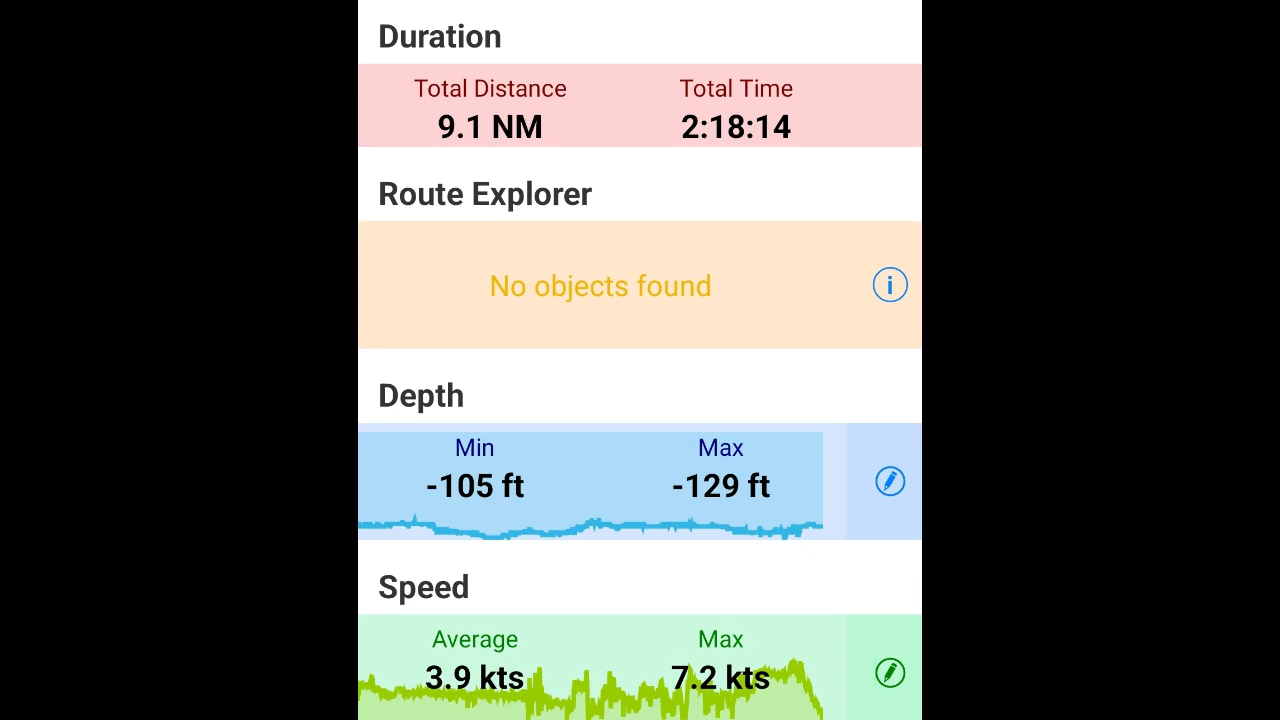 Duration
Total Distance Total Time
9.1 NM 2:18:14
Route Explorer
No objects found
i
Depth
Min Max
-105 ft -129 ft
Speed
Average Max
3.9 kts 7.2 kts